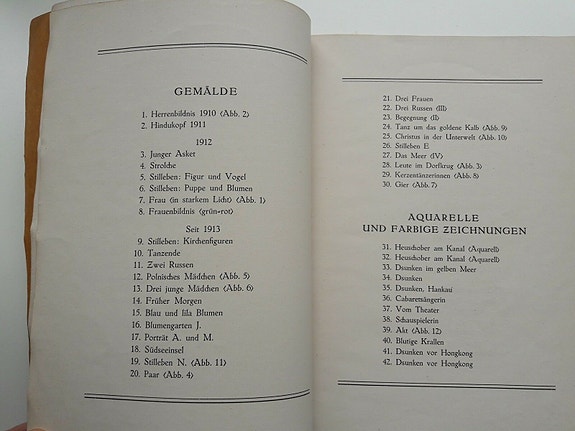 GEMÄLDE
1. Herrenbildnis 1910 (Abb. 2)
2. Hindukopf 1911
1912
3. Junger Asket
4. Strolche
5. Stilleben: Figur und Vogel
6. Stilleben: Puppe und Blumen
7. Frau (in starkem Licht) (Abb. 1)
8. Frauenbildnis (grün-rot)
Seit 1913
9. Stilleben: Kirchenfiguren
10. Tanzende
11. Zwei Russen
12. Polnisches Mädchen (Abb. 5)
13. Drei junge Mädchen (Abb. 6)
14. Früher Morgen
15. Blau und lila Blumen
16. Blumengarten J.
17. Porträt A. und M.
18. Südseeinsel
19. Stilleben N. (Abb. 11)
20. Paar (Abb. 4)
21. Drei Frauen
22. Drei Russen (III)
23. Begegnung (II)
24. Tanz um das goldene Kalb (Abb. 9)
25. Christus in der Unterwelt (Abb. 10)
26. Stilleben E
27. Das Meer (IV)
28. Leute im Dorfkrug (Abb. 3)
29. Kerzentänzerinnen (Abb. 8)
30. Gier (Abb. 7)
AQUARELLE
UND FARBIGE ZEICHNUNGEN
31. Heuschober am Kanal (Aquarell)
32. Heuschober am Kanal (Aquarell)
33. Dsunken im gelben Meer
34. Dsunken
35. Dsunken, Hankau
36. Cabaretsängerin
37. Vom Theater
38. Schauspielerin
39. Akt (Abb. 12)
40. Blutige Krallen
41. Dsunken vor Hongkong
42. Dsunken vor Hongkong